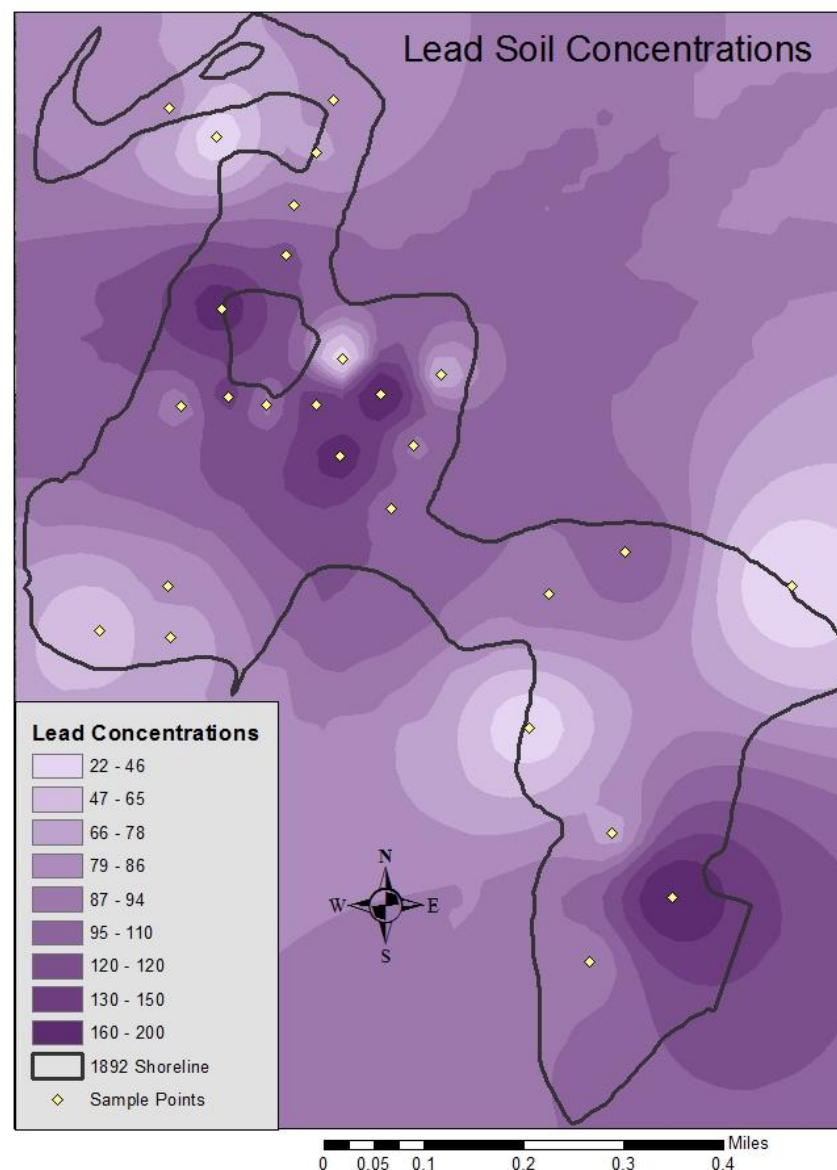 Lead Soil Concentrations
Lead Concentrations
22 - 46
47 - 65
66 - 78
79 - 86
87 - 94
95 - 110
120 - 120
130 - 150
160 - 200
1892 Shoreline
Sample Points
N
W E
S
Miles
0 0.05 0.1 0.2 0.3 0.4